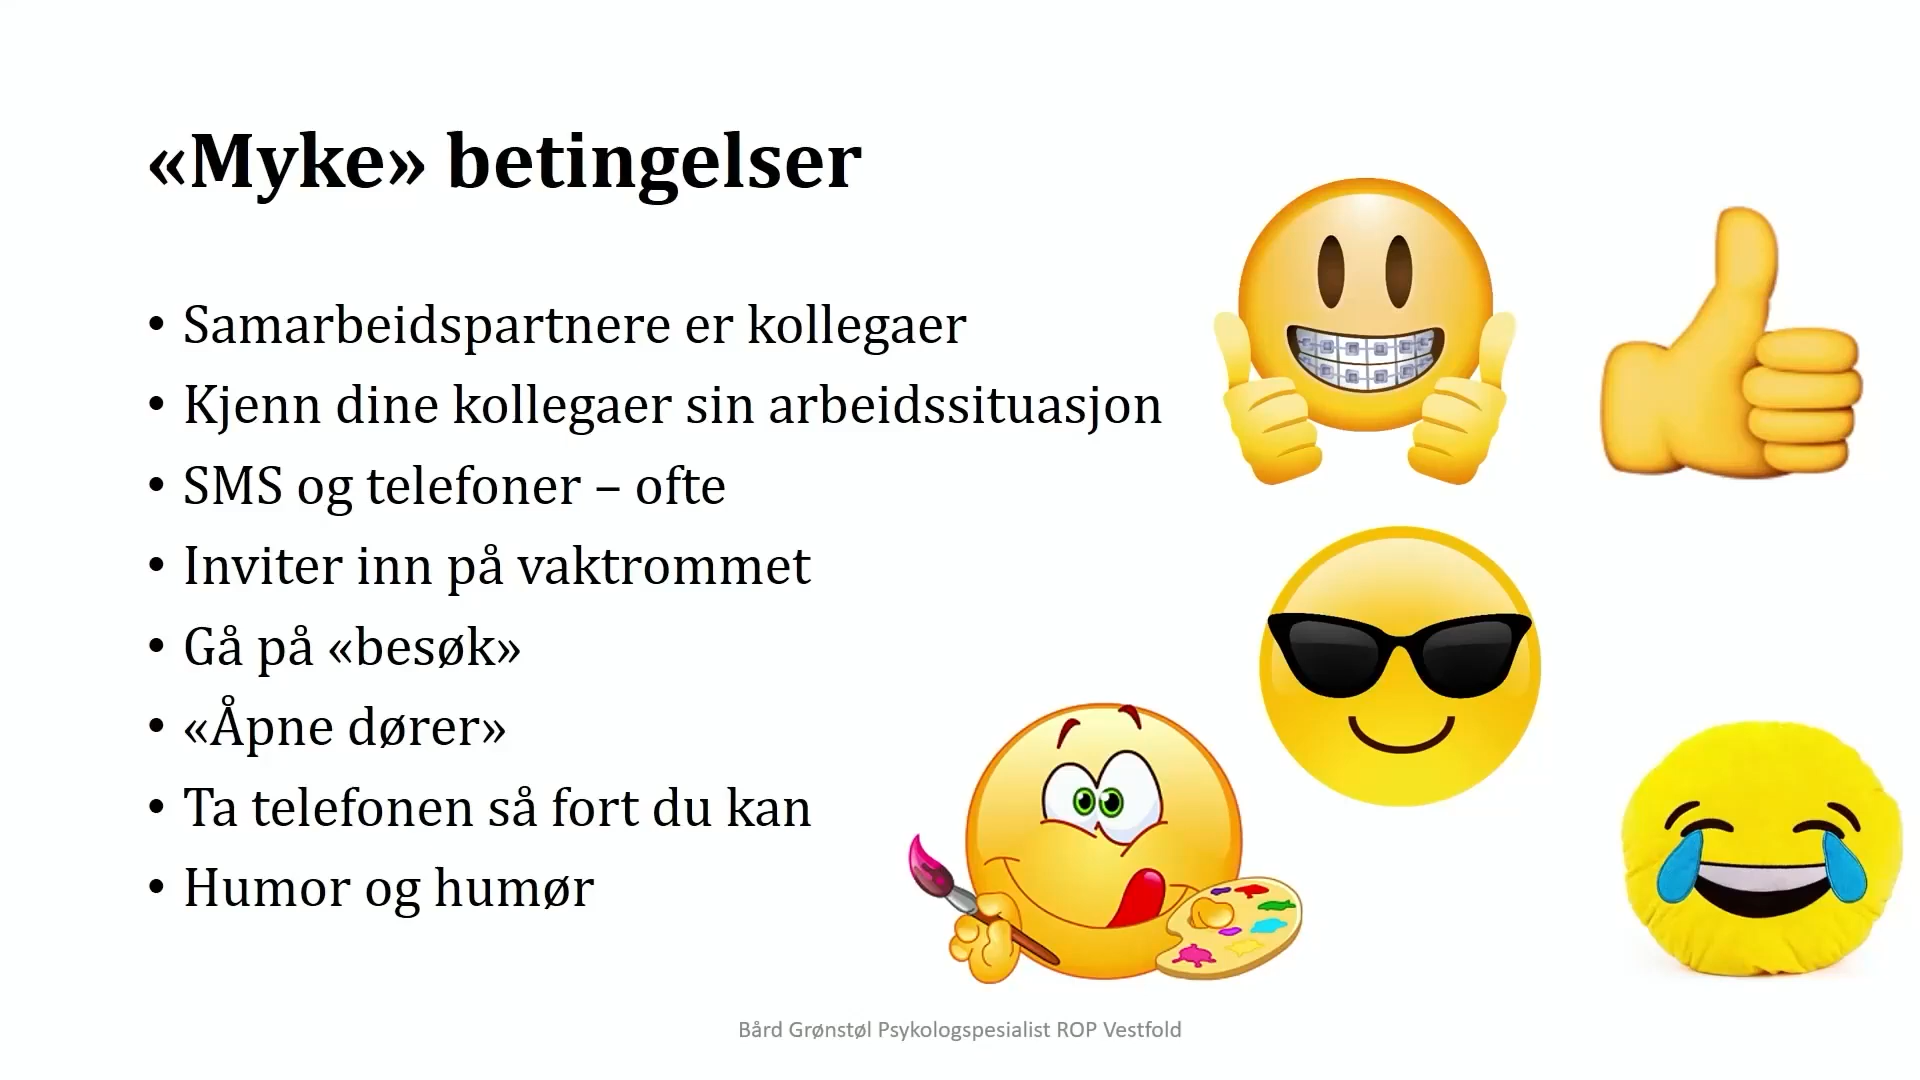 «Myke» betingelser
• Samarbeidspartnere er kollegaer
• Kjenn dine kollegaer sin arbeidssituasjon
• SMS og telefoner – ofte
• Inviter inn på vaktrommet
• Gå på «besøk»
• «Åpne dører»
• Ta telefonen så fort du kan
• Humor og humør
Bård Grønstøl Psykologspesialist ROP Vestfold